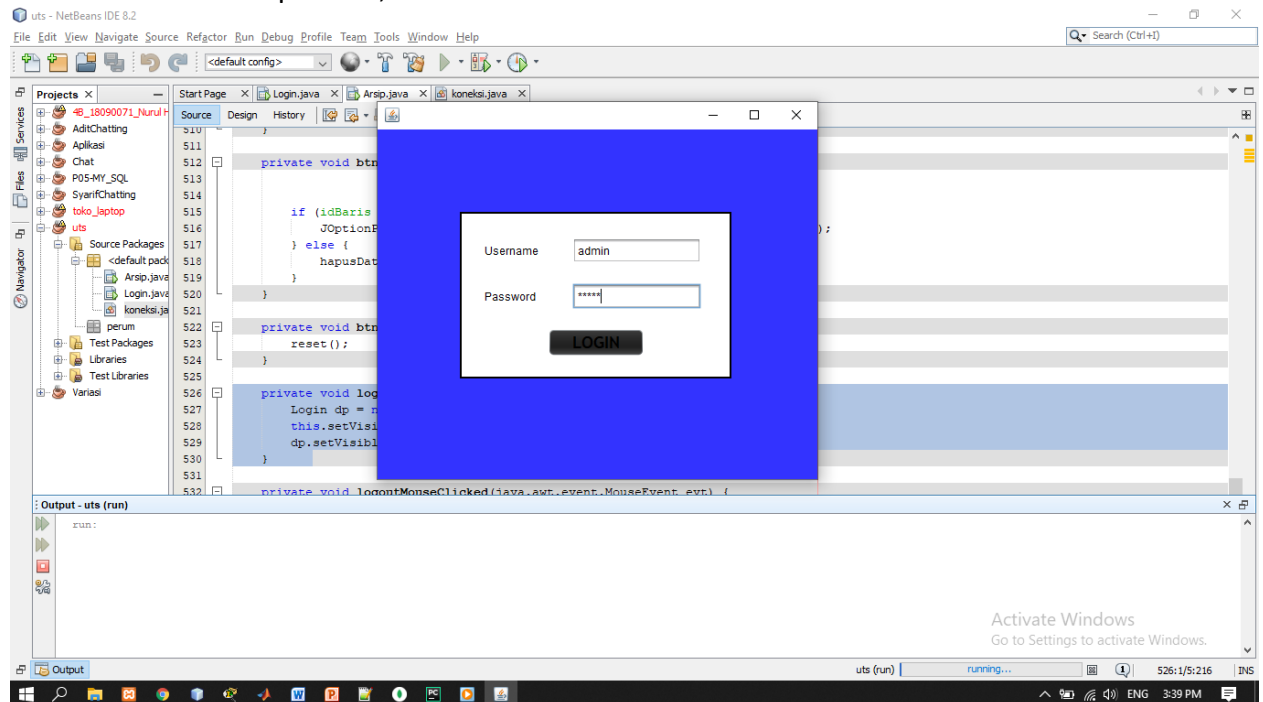 uts - NetBeans IDE 8.2
File Edit View Navigate Source Refactor Run Debug Profile Team Tools Window Help
Search (Ctrl+I)
<default config>
Projects
Start Page
Login.java
Arsip.java
koneksi.java
Source Design History
Services
Files
Navigator
4B_18090071_Nurul H
AditChatting
Aplikasi
Chat
P05-MY_SQL
SyarifChatting
toko_laptop
uts
Source Packages
<default pack
Arsip.java
Login.java
koneksi.ja
perum
Test Packages
Libraries
Test Libraries
Variasi
510 }
511
512 private void btn
513
514
515 if (idBaris
516 JOptionP );
517 } else {
518 hapusDat
519 }
520 }
521
522 private void btn
523 reset();
524 }
525
526 private void log
527 Login dp = n
528 this.setVisi
529 dp.setVisibl
530 }
531
532 private void logoutMouseClicked(java.awt.event.MouseEvent evt) {
Username admin
Password *****
LOGIN
Output - uts (run)
run:
Activate Windows
Go to Settings to activate Windows.
Output
uts (run) running... 1 526:1/5:216 INS
ENG 3:39 PM